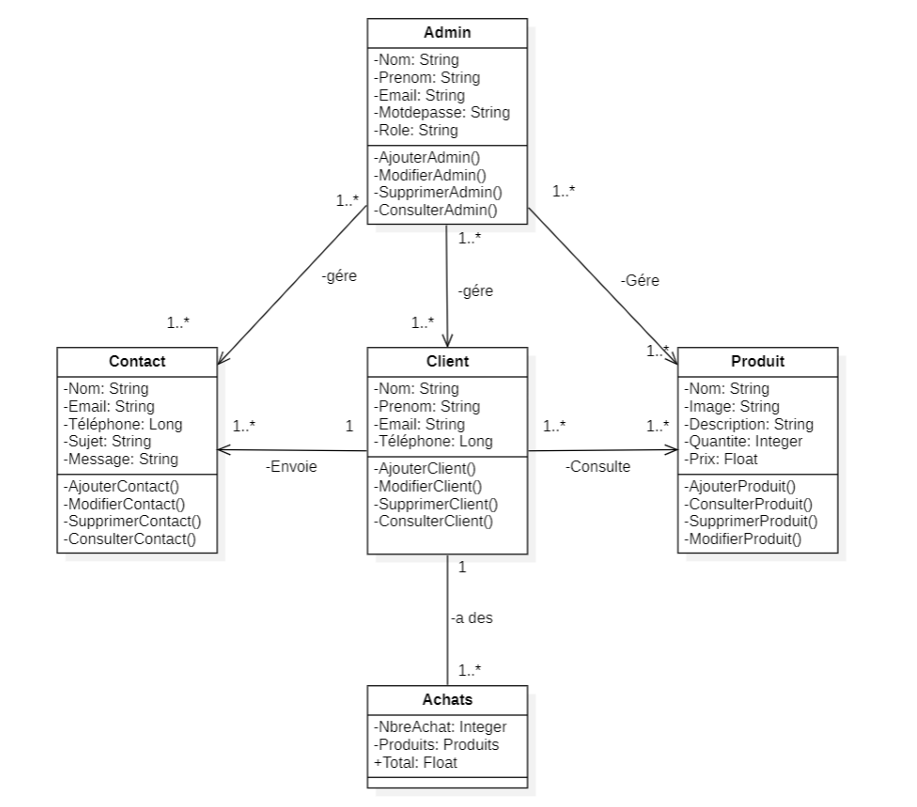 Admin
-Nom: String
-Prenom: String
-Email: String
-Motdepasse: String
-Role: String
-AjouterAdmin()
-ModifierAdmin()
-SupprimerAdmin()
-ConsulterAdmin()
1..*
1..*
1..*
-gére
-gére
-Gére
1..*
1..*
1..*
Contact
-Nom: String
-Email: String
-Téléphone: Long
-Sujet: String
-Message: String
-AjouterContact()
-ModifierContact()
-SupprimerContact()
-ConsulterContact()
1..*
1
-Envoie
Client
-Nom: String
-Prenom: String
-Email: String
-Téléphone: Long
-AjouterClient()
-ModifierClient()
-SupprimerClient()
-ConsulterClient()
1..*
1..*
-Consulte
Produit
-Nom: String
-Image: String
-Description: String
-Quantite: Integer
-Prix: Float
-AjouterProduit()
-ConsulterProduit()
-SupprimerProduit()
-ModifierProduit()
1
-a des
1..*
Achats
-NbreAchat: Integer
-Produits: Produits
+Total: Float